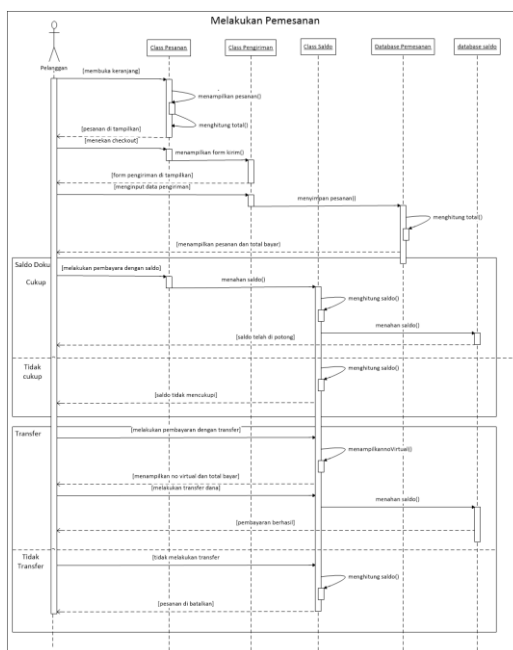 Melakukan Pemesanan
Pelanggan
Class Pesanan
Class Pengiriman
Class Saldo
Database Pemesanan
database saldo
[membuka keranjang]
menampilkan pesanan()
menghitung total()
[pesanan di tampilkan]
[menekan checkout]
menampilkan form kirim()
[form pengiriman di tampilkan]
[menginput data pengiriman]
menyimpan pesanan()
menghitung total()
[menampilkan pesanan dan total bayar]
Saldo Doku
Cukup
[melakukan pembayara dengan saldo]
menahan saldo()
menghitung saldo()
menahan saldo()
[saldo telah di potong]
Tidak
cukup
menghitung saldo()
[saldo tidak mencukupi]
Transfer
[melakukan pembayaran dengan transfer]
menampilkannoVirtual()
[menampilkan no virtual dan total bayar]
[melakukan transfer dana]
menahan saldo()
[pembayaran berhasil]
Tidak
Transfer
[tidak melakukan transfer
menghitung saldo()
[pesanan di batalkan]